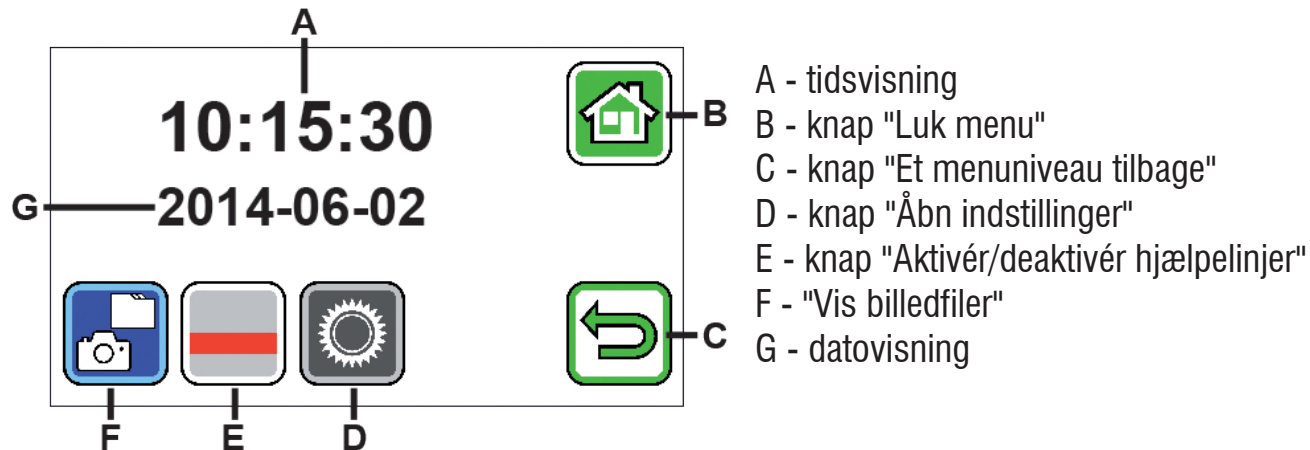 A
10:15:30
B
G
2014-06-02
C
F
E
D
A - tidsvisning
B - knap "Luk menu"
C - knap "Et menuniveau tilbage"
D - knap "Åbn indstillinger"
E - knap "Aktivér/deaktivér hjælpelinjer"
F - "Vis billedfiler"
G - datovisning